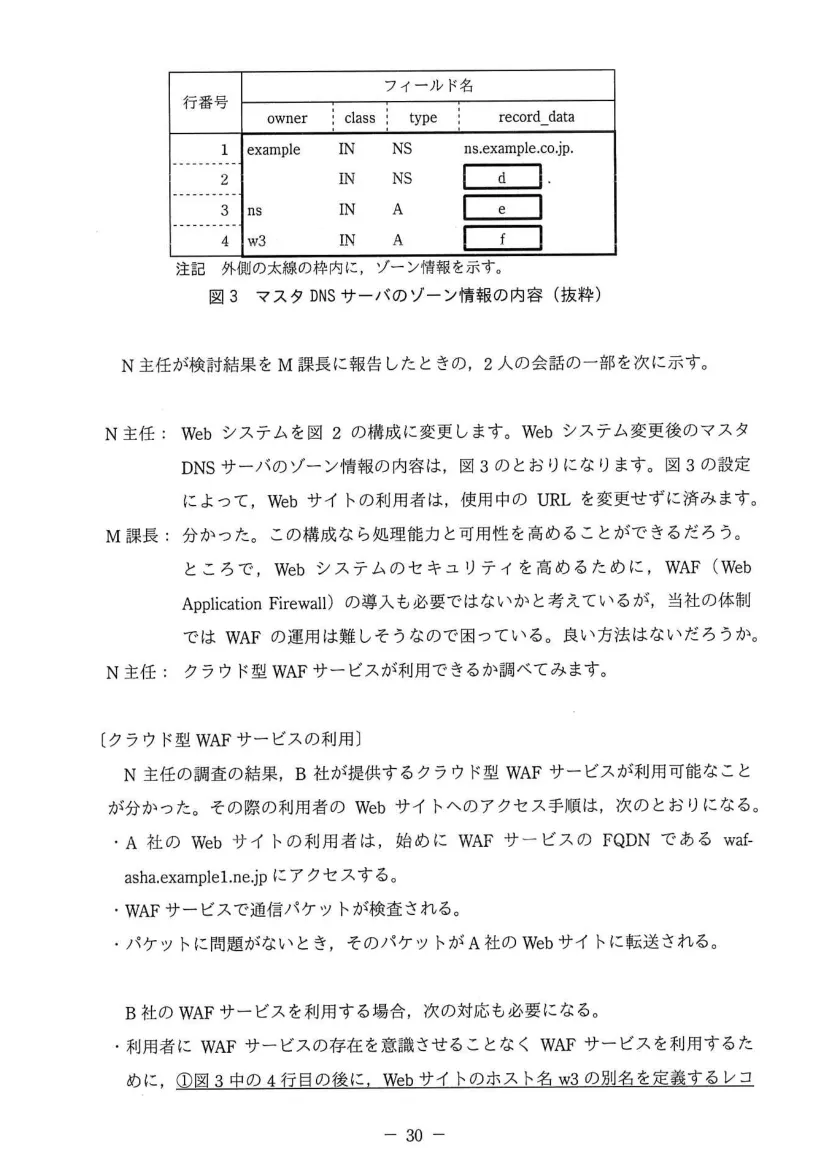 行番号 フィールド名
owner class type record_data
1 example IN NS ns.example.co.jp.
2 IN NS d .
3 ns IN A e
4 w3 IN A f
注記 外側の太線の枠内に，ゾーン情報を示す。
図3 マスタ DNS サーバのゾーン情報の内容（抜粋）
N 主任が検討結果を M 課長に報告したときの，2 人の会話の一部を次に示す。
N 主任： Web システムを図 2 の構成に変更します。Web システム変更後のマスタ
DNS サーバのゾーン情報の内容は，図 3 のとおりになります。図 3 の設定
によって，Web サイトの利用者は，使用中の URL を変更せずに済みます。
M 課長： 分かった。この構成なら処理能力と可用性を高めることができるだろう。
ところで，Web システムのセキュリティを高めるために，WAF（Web
Application Firewall）の導入も必要ではないかと考えているが，当社の体制
では WAF の運用は難しそうなので困っている。良い方法はないだろうか。
N 主任： クラウド型 WAF サービスが利用できるか調べてみます。
〔クラウド型 WAF サービスの利用〕
N 主任の調査の結果，B 社が提供するクラウド型 WAF サービスが利用可能なこと
が分かった。その際の利用者の Web サイトへのアクセス手順は，次のとおりになる。
・A 社の Web サイトの利用者は，始めに WAF サービスの FQDN である waf-
asha.example1.ne.jp にアクセスする。
・WAF サービスで通信パケットが検査される。
・パケットに問題がないとき，そのパケットが A 社の Web サイトに転送される。
B 社の WAF サービスを利用する場合，次の対応も必要になる。
・利用者に WAF サービスの存在を意識させることなく WAF サービスを利用するた
めに，①図 3 中の 4 行目の後に，Web サイトのホスト名 w3 の別名を定義するレコ
－ 30 －